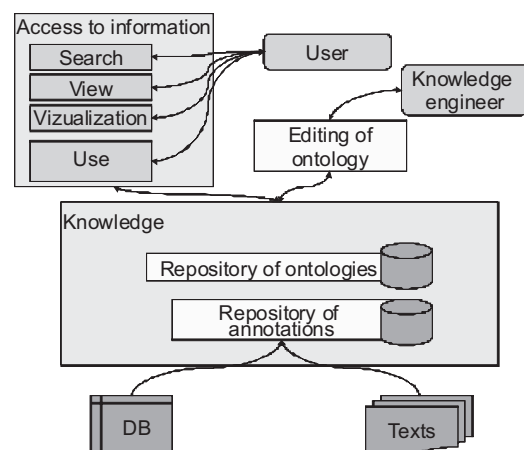 Access to information
Search
View
Vizualization
Use
User
Knowledge
engineer
Editing of
ontology
Knowledge
Repository of ontologies
Repository of
annotations
DB
Texts